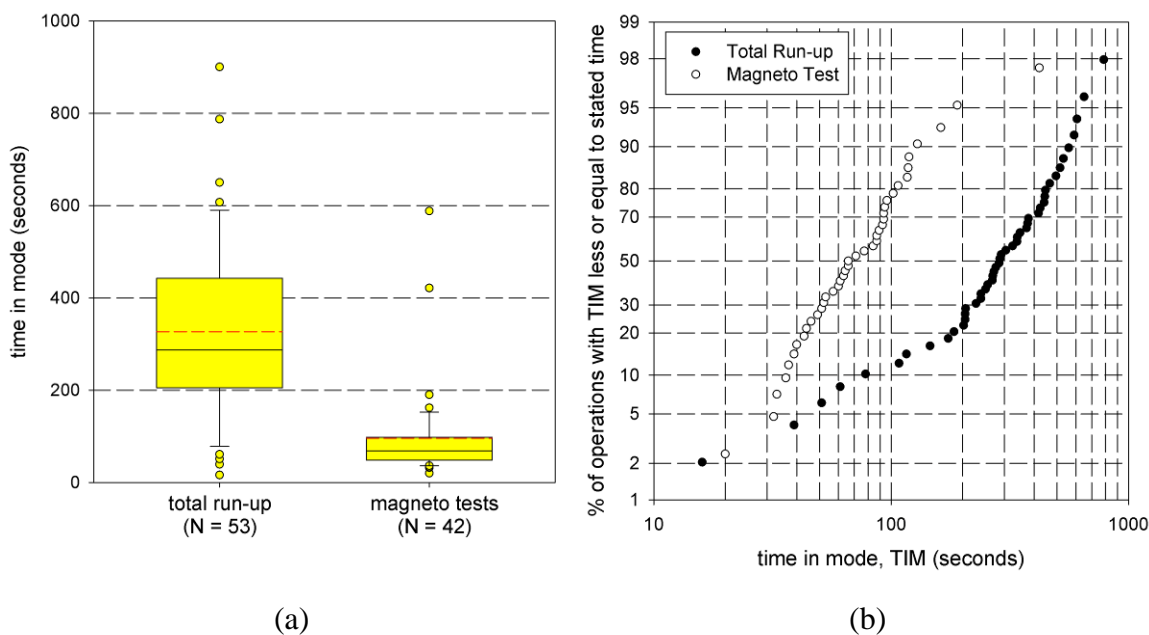 1000
800
600
400
200
0
time in mode (seconds)
total run-up
(N = 53)
magneto tests
(N = 42)
(a)
99
98
95
90
80
70
50
30
20
10
5
2
1
% of operations with TIM less or equal to stated time
Total Run-up
Magneto Test
10
100
1000
time in mode, TIM (seconds)
(b)